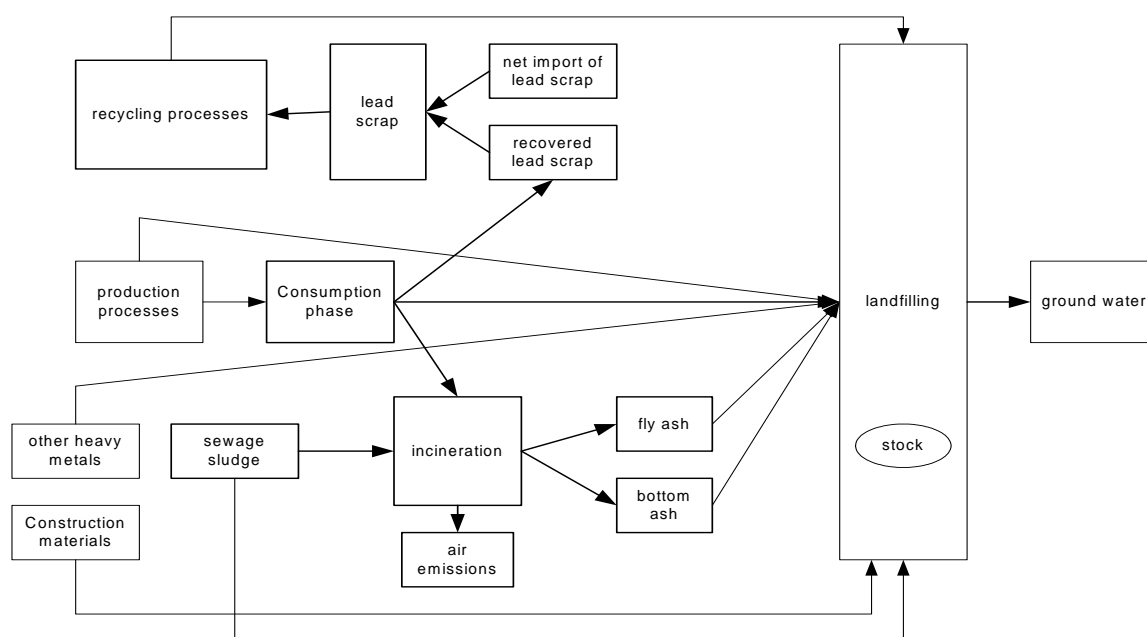 net import of
lead scrap
recycling processes
lead
scrap
recovered
lead scrap
production
processes
Consumption
phase
landfilling
ground water
other heavy
metals
sewage
sludge
incineration
fly ash
stock
bottom
ash
Construction
materials
air
emissions